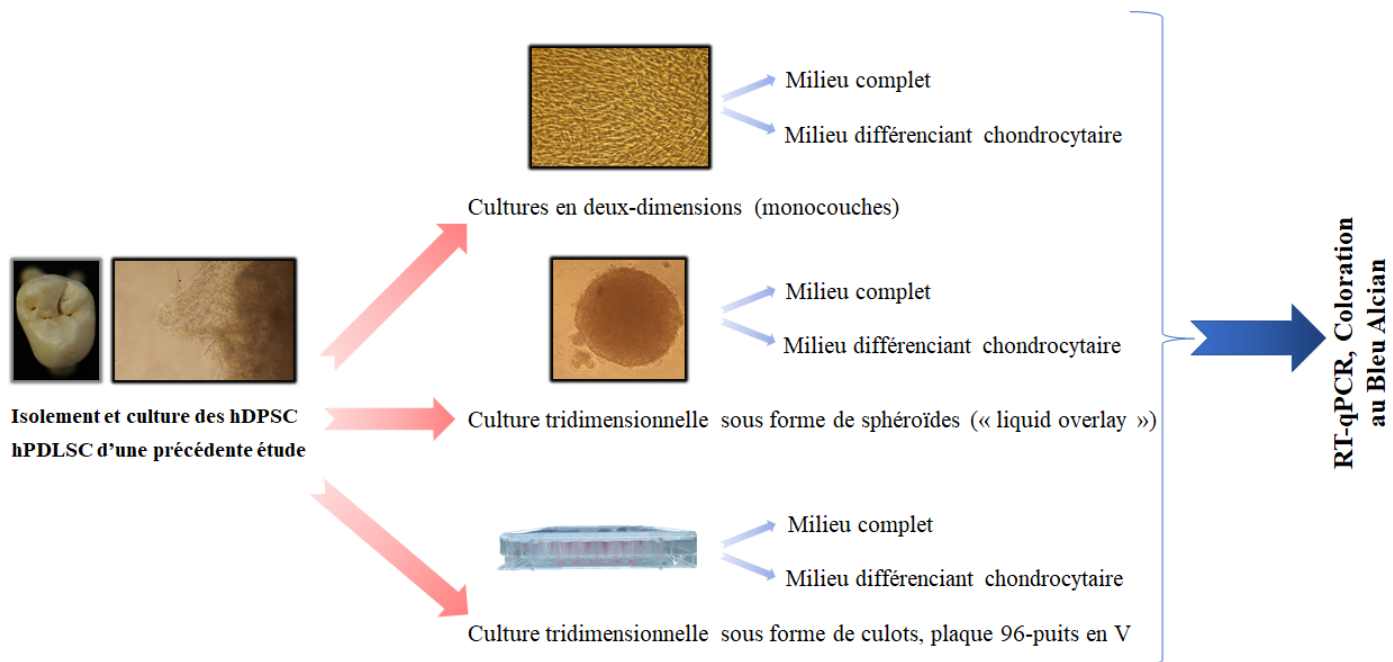 Isolement et culture des hDPSC
hPDLSC d’une précédente étude
Milieu complet
Milieu différenciant chondrocytaire
Cultures en deux-dimensions (monocouches)
Milieu complet
Milieu différenciant chondrocytaire
Culture tridimensionnelle sous forme de sphéroïdes (« liquid overlay »)
Milieu complet
Milieu différenciant chondrocytaire
Culture tridimensionnelle sous forme de culots, plaque 96-puits en V
RT-qPCR, Coloration
au Bleu Alcian